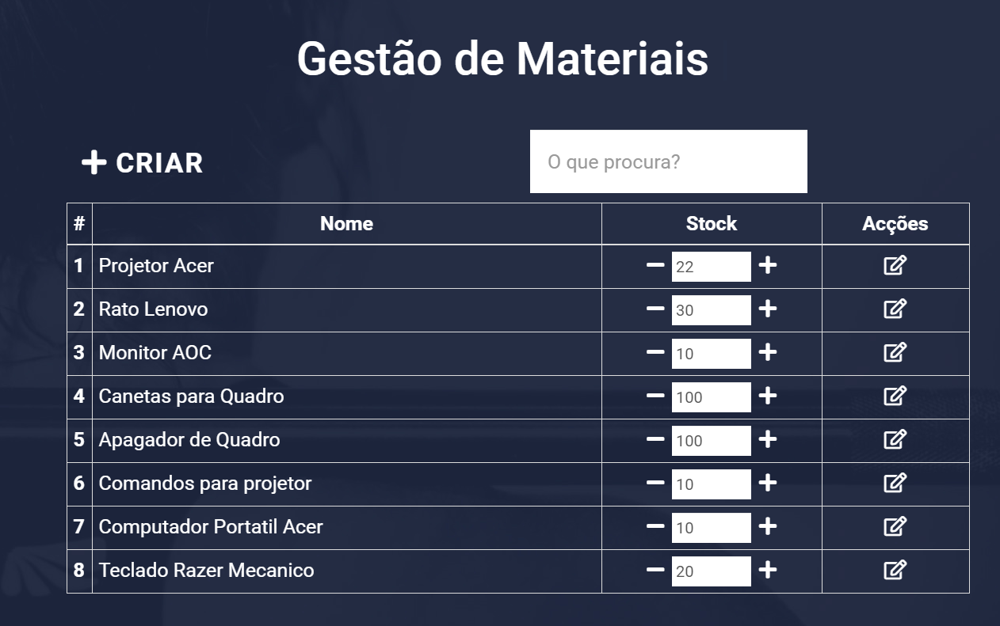 Gestão de Materiais
CRIAR
O que procura?
# Nome Stock Acções
1 Projetor Acer 22
2 Rato Lenovo 30
3 Monitor AOC 10
4 Canetas para Quadro 100
5 Apagador de Quadro 100
6 Comandos para projetor 10
7 Computador Portatil Acer 10
8 Teclado Razer Mecanico 20